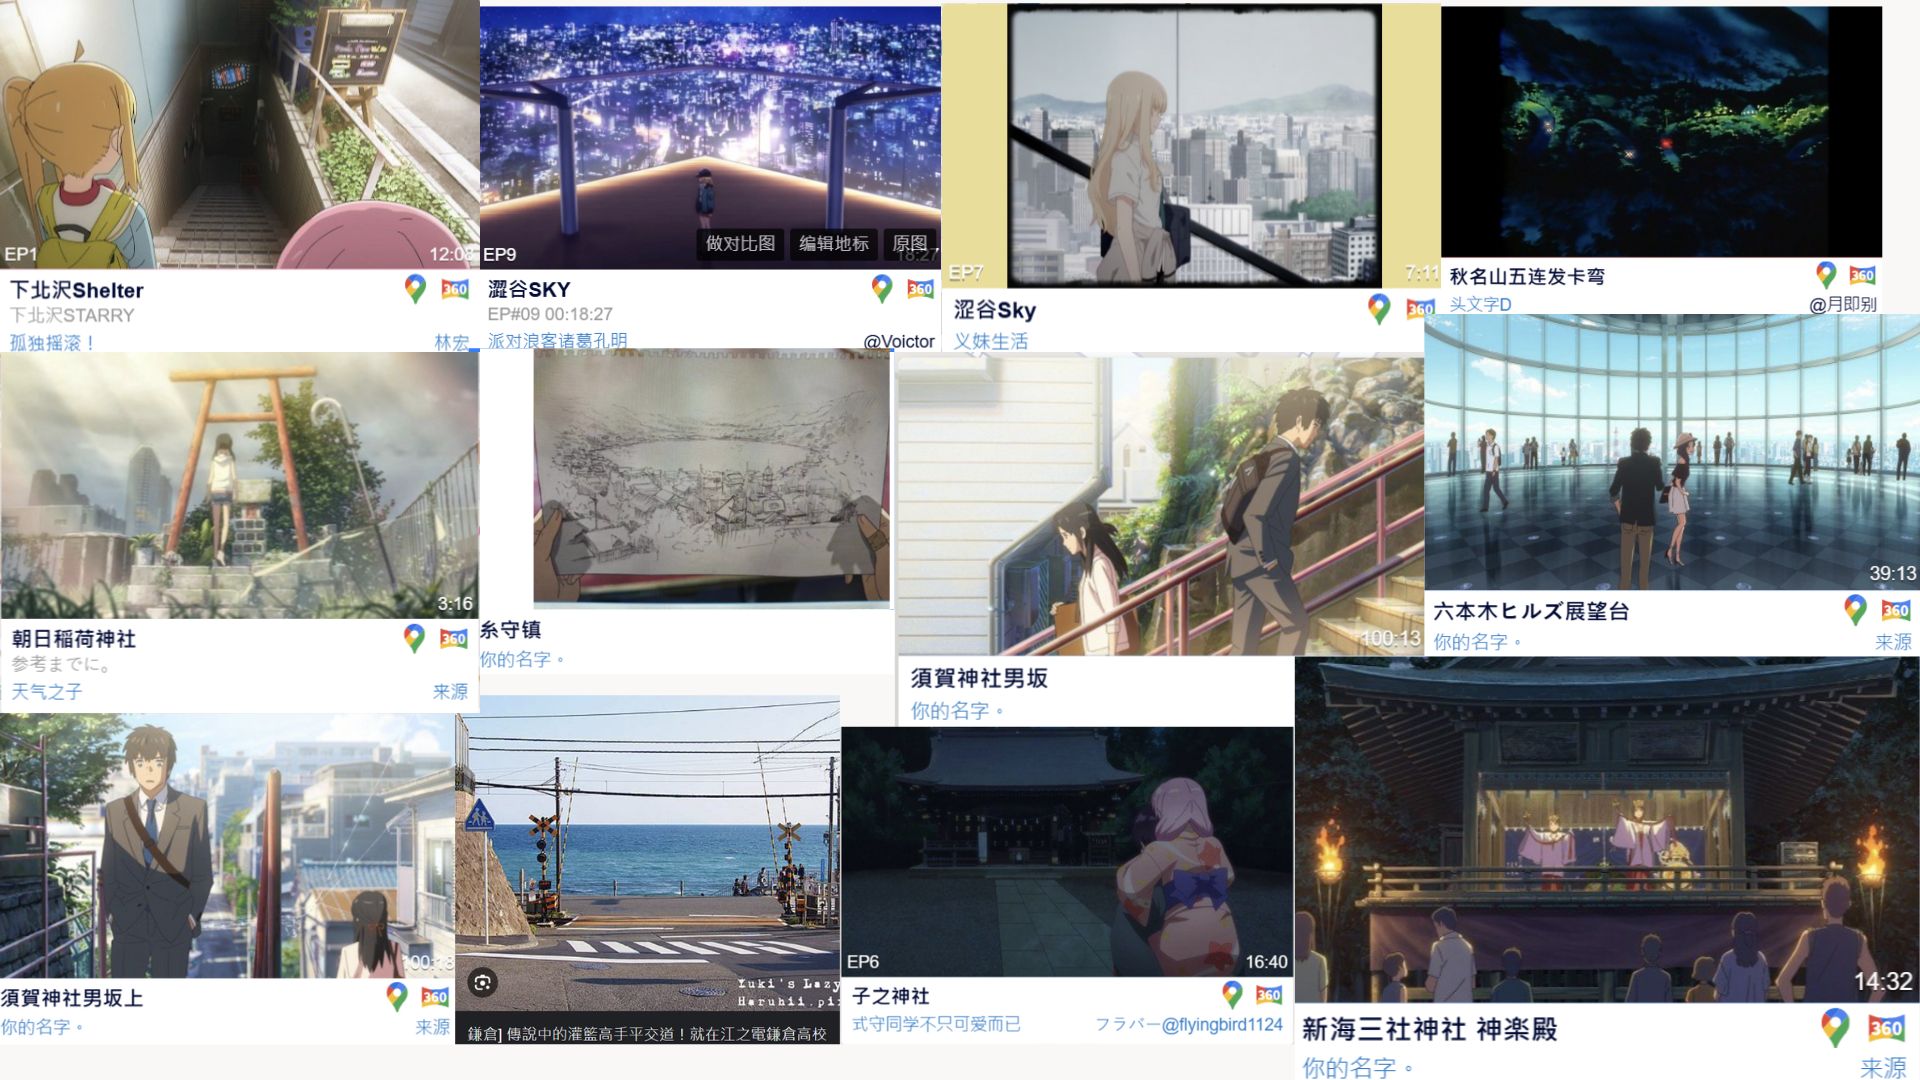 EP1
12:08
下北沢Shelter
360
下北沢STARRY
孤独摇滚！
林宏
EP9
做对比图
编辑地标
原图
18:27
澀谷SKY
360
EP#09 00:18:27
派对浪客诸葛孔明
@Voictor
EP7
7:11
涩谷Sky
360
义妹生活
秋名山五连发卡弯
360
头文字D
@月即别
3:16
朝日稲荷神社
360
参考までに。
天气之子
来源
糸守镇
你的名字。
100:13
須賀神社男坂
你的名字。
39:13
六本木ヒルズ展望台
360
你的名字。
来源
100:18
須賀神社男坂上
360
你的名字。
来源
Yuki's Lazy
Haruhii.pi
鎌倉] 傳說中的灌籃高手平交道！就在江之電鎌倉高校
EP6
16:40
子之神社
360
式守同学不只可爱而已
フラバー@flyingbird1124
14:32
新海三社神社 神楽殿
360
你的名字。
来源